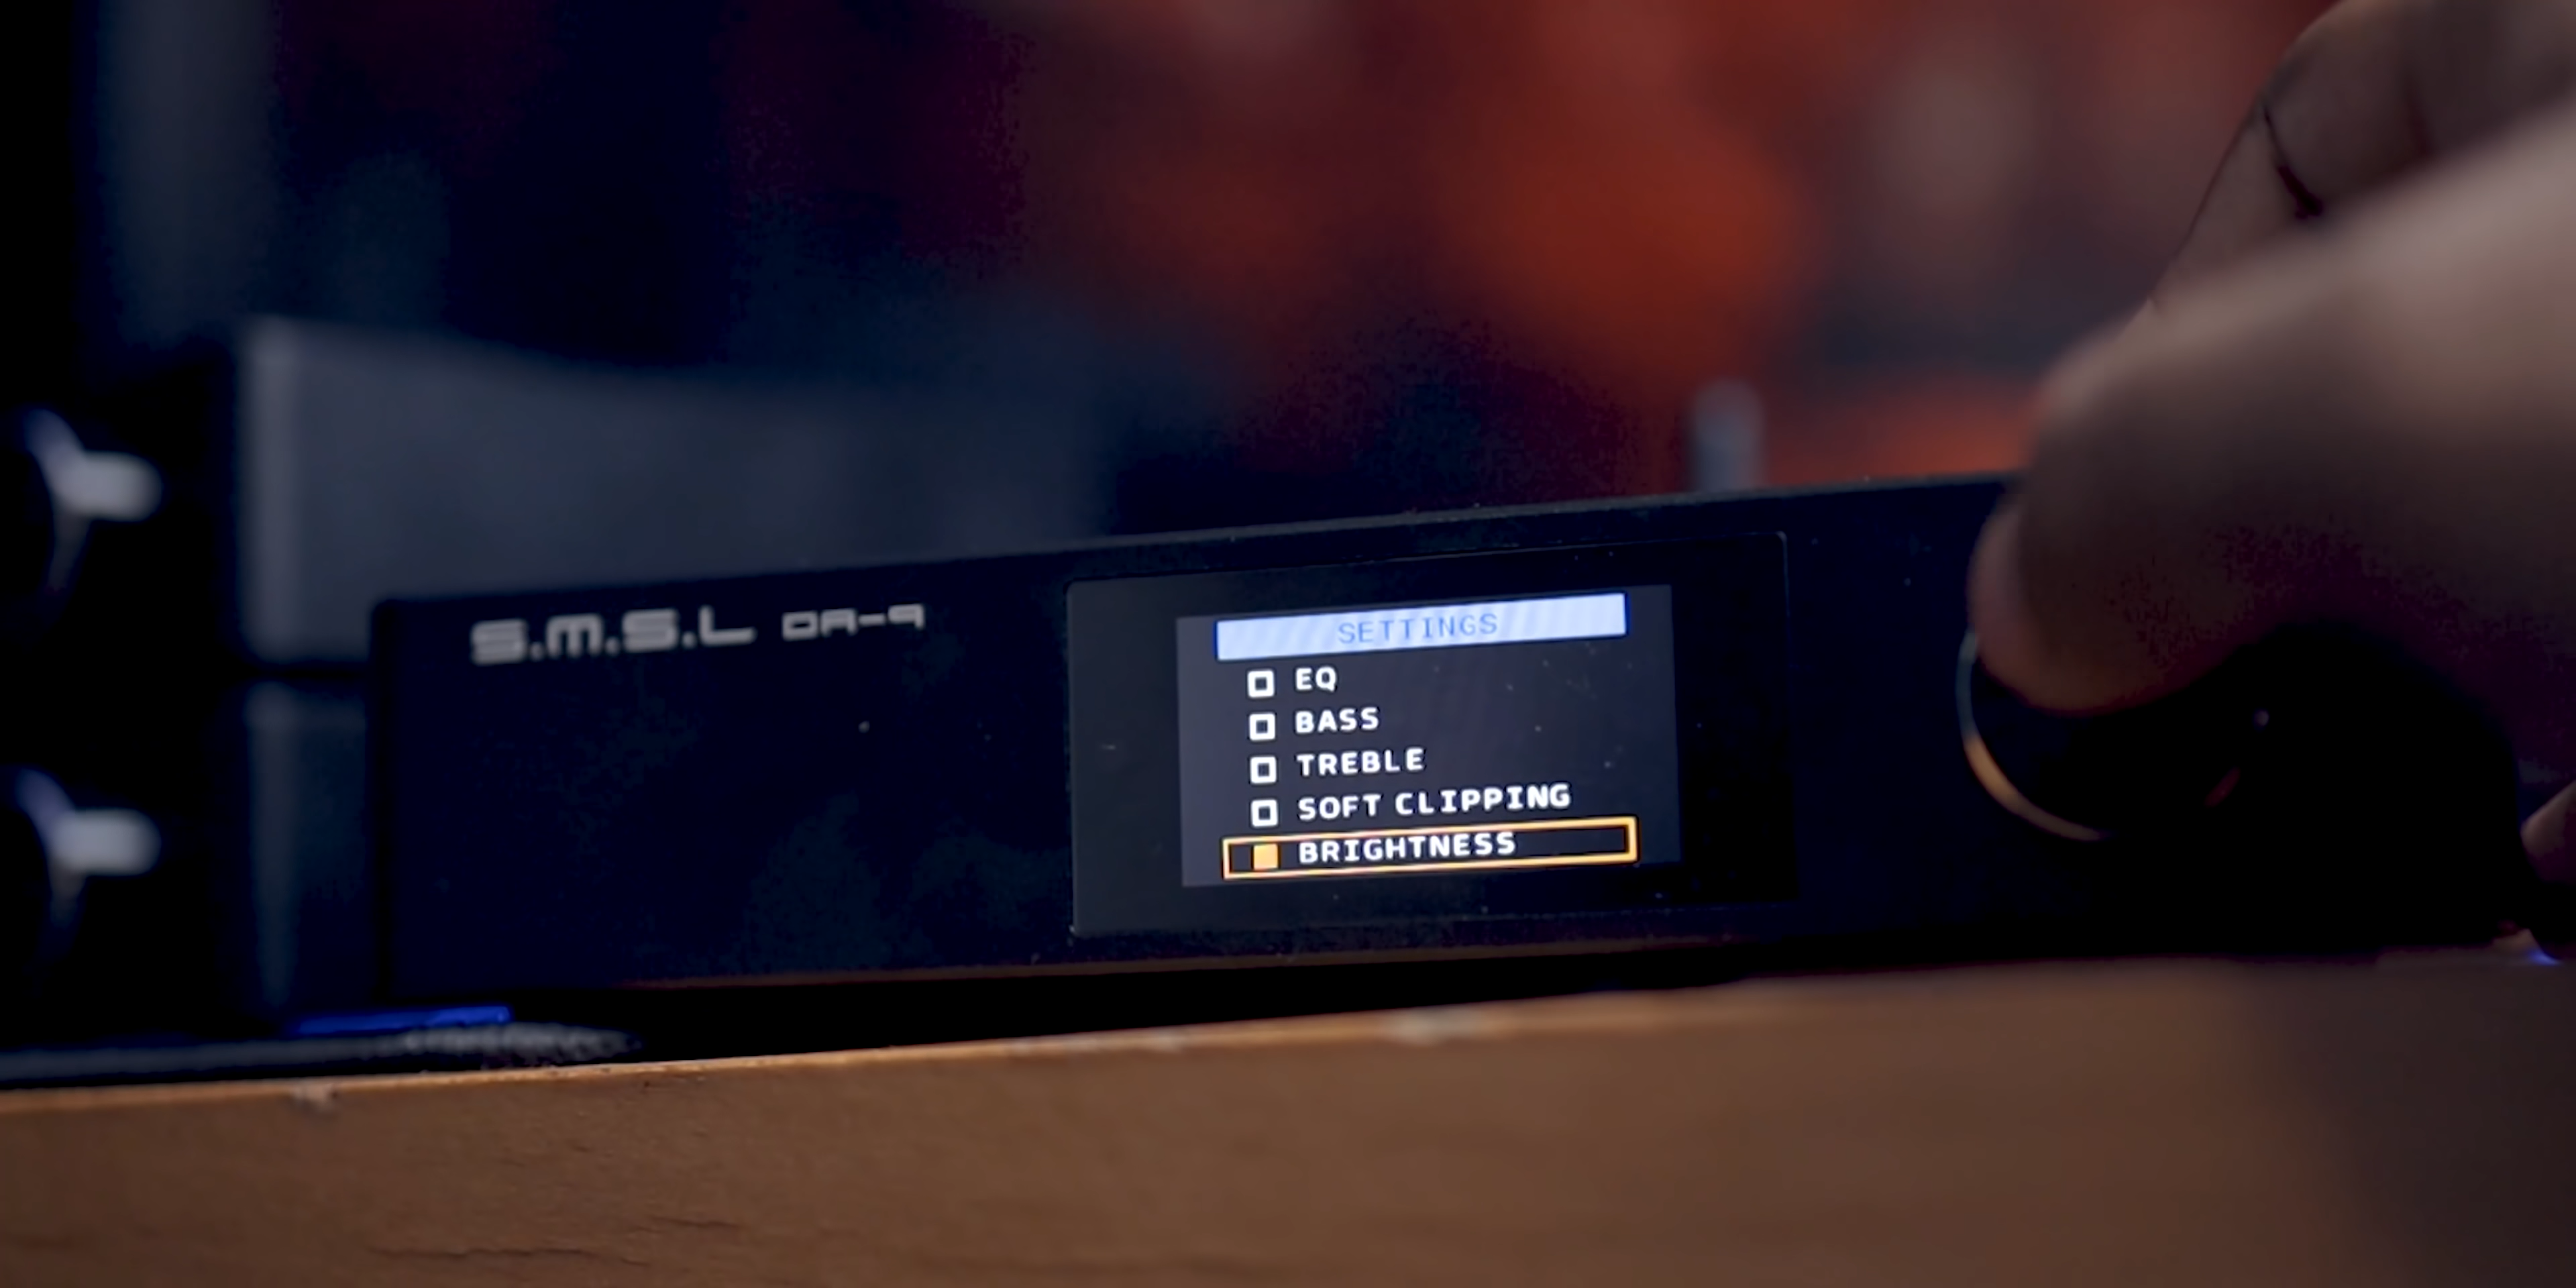 S.M.S.L DA-9
SETTINGS
EQ
BASS
TREBLE
SOFT CLIPPING
BRIGHTNESS